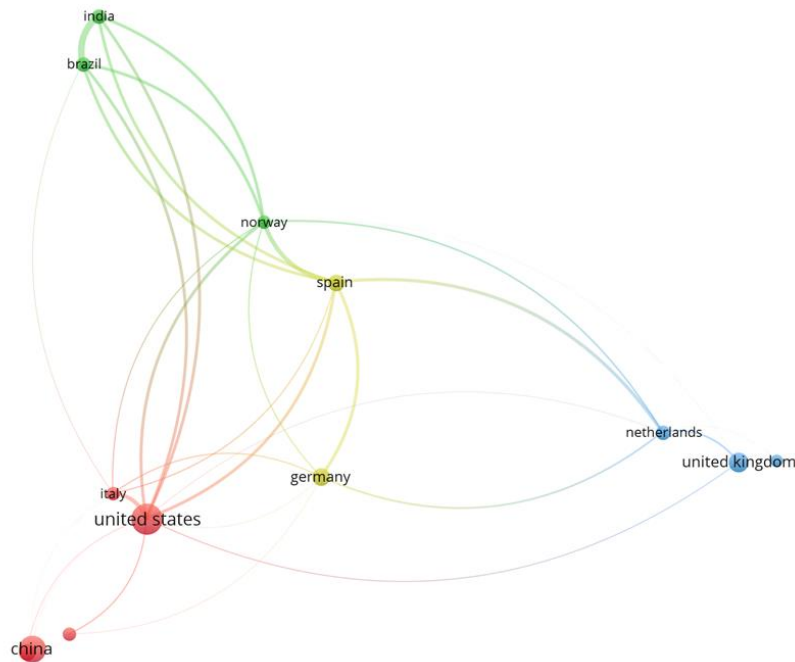 india
brazil
norway
spain
netherlands
united kingdom
germany
italy
united states
china